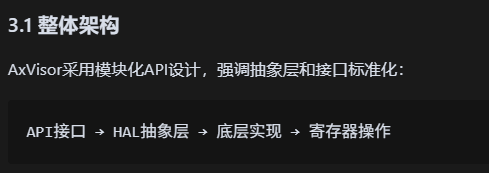 3.1 整体架构
AxVisor采用模块化API设计，强调抽象层和接口标准化：
API接口 → HAL抽象层 → 底层实现 → 寄存器操作